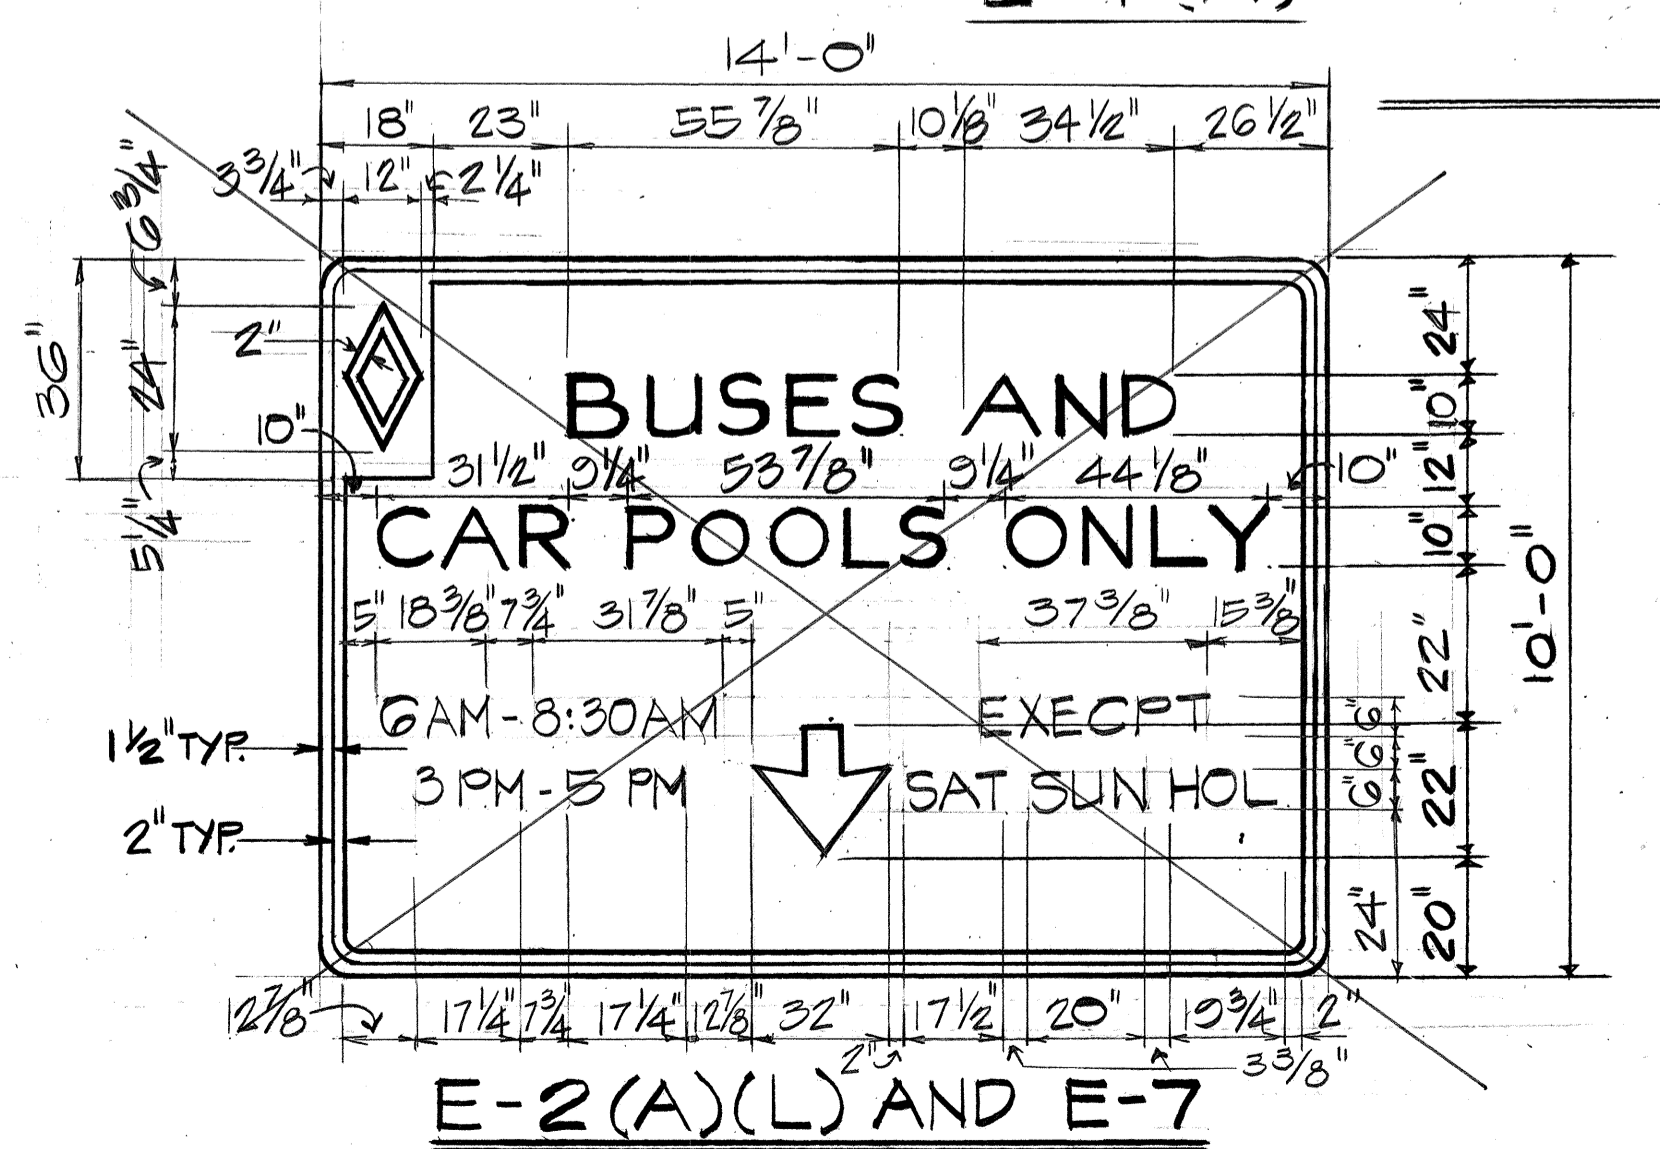 14'-0"
18" 23" 55 7/8" 10 1/8" 34 1/2" 26 1/2"
3 3/4" 12" 2 1/4"
6 3/4"
36"
24"
2"
24"
BUSES AND
10"
10"
31 1/2" 9 1/4" 53 7/8" 9 1/4" 44 1/8" 10"
12"
5 1/4"
CAR POOLS ONLY
10"
10'-0"
5" 18 3/8" 7 3/4" 31 7/8" 5" 37 3/8" 15 3/8"
22"
6AM-8:30AM EXECPT
6"
1 1/2" TYP.
6"
3 PM-5 PM SAT SUN HOL
6"
22"
2" TYP.
24"
20"
12 7/8" 17 1/4" 7 3/4" 17 1/4" 12 7/8" 32" 17 1/2" 20" 19 3/4" 2"
2" 3 3/8"
E-2(A)(L) AND E-7